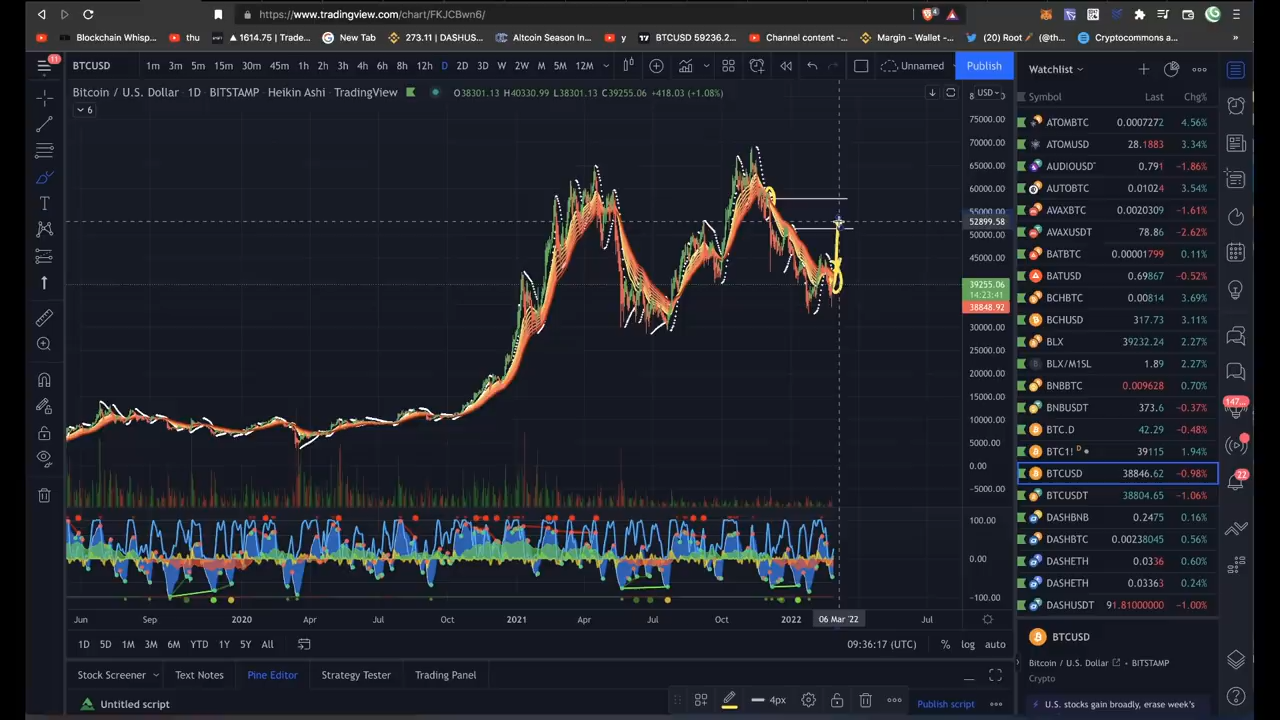 https://www.tradingview.com/chart/FKJCBwn6/
Blockchain Whisp... thu ▲ 1614.75 | Tradew... New Tab 273.11 | DASHUS... Altcoin Season In... y BTCUSD 59236.2... Channel content -... Margin - Wallet -... (20) Root / (@th... Cryptocommons a... »
11
BTCUSD 1m 3m 5m 15m 30m 45m 1h 2h 3h 4h 6h 8h 12h D 2D 3D W 2W M 5M 12M Unnamed Publish
Bitcoin / U.S. Dollar · 1D · BITSTAMP · Heikin Ashi · TradingView O38301.13 H40330.99 L38301.13 C39255.06 +418.03 (+1.08%) USD
6
75000.00
70000.00
65000.00
60000.00
55000.00
52899.58
50000.00
45000.00
39255.06
14:23:41
38848.92
30000.00
25000.00
20000.00
15000.00
10000.00
5000.00
0.00
-5000.00
100.00
0.00
-100.00
Jun Sep 2020 Apr Jul Oct 2021 Apr Jul Oct 2022 06 Mar '22 Jul
1D 5D 1M 3M 6M YTD 1Y 5Y All 09:36:17 (UTC) % log auto
Stock Screener Text Notes Pine Editor Strategy Tester Trading Panel
Untitled script 4px Publish script
Watchlist
Symbol Last Chg%
ATOMBTC 0.0007272 4.56%
ATOMUSD 28.1883 3.34%
AUDIOUSD 0.791 −1.86%
AUTOBTC 0.01024 3.54%
AVAXBTC 0.0020309 −1.61%
AVAXUSDT 78.86 −2.62%
BATBTC 0.00001799 0.11%
BATUSD 0.69867 −0.52%
BCHBTC 0.00814 3.69%
BCHUSD 317.73 3.11%
BLX 39232.24 2.27%
BLX/M1SL 1.89 2.27%
BNBBTC 0.009628 0.70%
BNBUSDT 373.6 −0.37%
BTC.D 42.29 −0.48%
BTC1! D 39115 1.94%
BTCUSD 38846.62 −0.98%
BTCUSDT 38804.65 −1.06%
DASHBNB 0.2475 0.16%
DASHBTC 0.00238045 0.56%
DASHETH 0.0336 0.60%
DASHETH 0.03363 0.24%
DASHUSDT 91.81000000 −1.00%
BTCUSD
Bitcoin / U.S. Dollar · BITSTAMP
Crypto
U.S. stocks gain broadly, erase week's
147...
22